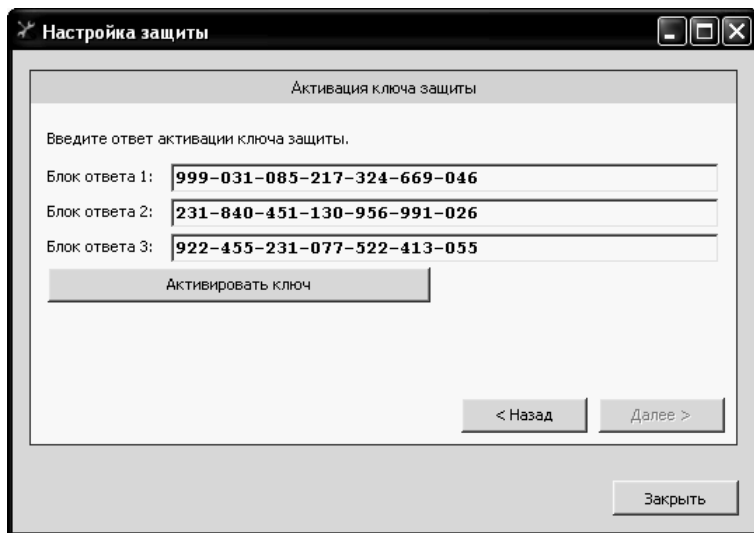 Настройка защиты
Активация ключа защиты
Введите ответ активации ключа защиты.
Блок ответа 1: 999-031-085-217-324-669-046
Блок ответа 2: 231-840-451-130-956-991-026
Блок ответа 3: 922-455-231-077-522-413-055
Активировать ключ
< Назад Далее >
Закрыть